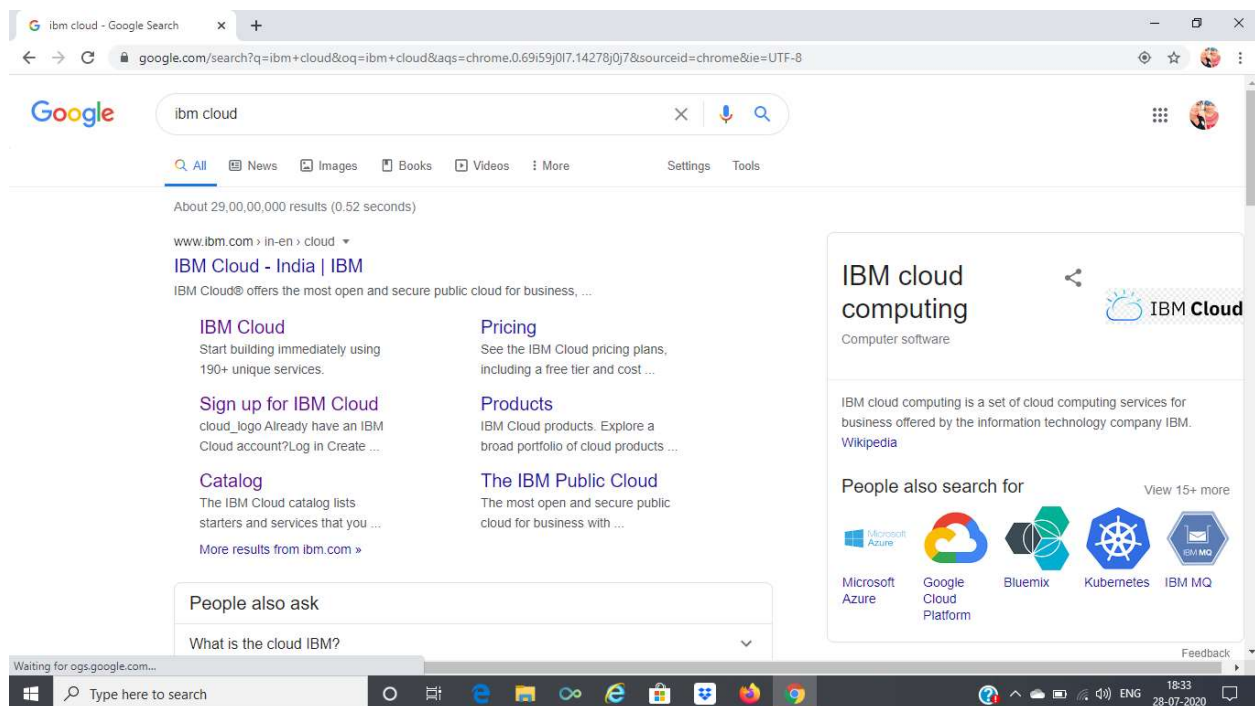 ibm cloud - Google Search
google.com/search?q=ibm+cloud&oq=ibm+cloud&aqs=chrome.0.69i59j0l7.14278j0j7&sourceid=chrome&ie=UTF-8
Google
ibm cloud
All News Images Books Videos More Settings Tools
About 29,00,00,000 results (0.52 seconds)
www.ibm.com › in-en › cloud
IBM Cloud - India | IBM
IBM Cloud® offers the most open and secure public cloud for business, ...
IBM Cloud
Start building immediately using
190+ unique services.
Pricing
See the IBM Cloud pricing plans,
including a free tier and cost ...
Sign up for IBM Cloud
cloud_logo Already have an IBM
Cloud account?Log in Create ...
Products
IBM Cloud products. Explore a
broad portfolio of cloud products ...
Catalog
The IBM Cloud catalog lists
starters and services that you ...
The IBM Public Cloud
The most open and secure public
cloud for business with ...
More results from ibm.com »
People also ask
What is the cloud IBM?
IBM cloud
computing
Computer software
IBM Cloud
IBM cloud computing is a set of cloud computing services for
business offered by the information technology company IBM.
Wikipedia
People also search for
View 15+ more
Microsoft
Azure
IBM MQ
Microsoft
Azure
Google
Cloud
Platform
Bluemix
Kubernetes
IBM MQ
Feedback
Waiting for ogs.google.com...
Type here to search
ENG
18:33
28-07-2020